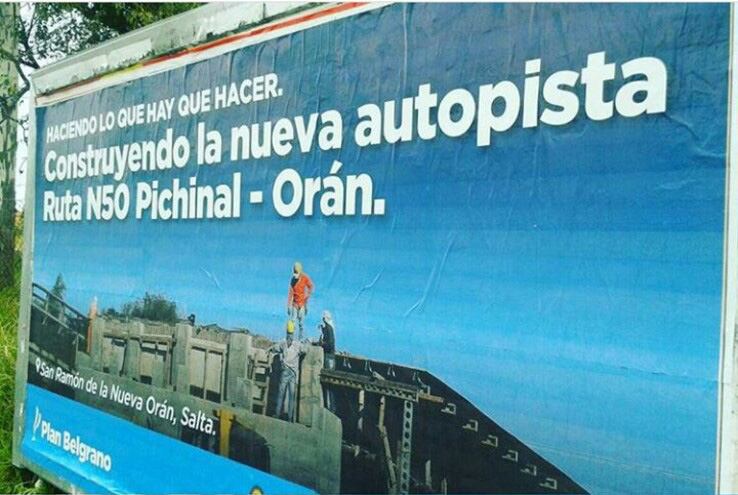 HACIENDO LO QUE HAY QUE HACER.
Construyendo la nueva autopista
Ruta N50 Pichinal - Orán.
San Ramón de la Nueva Orán, Salta.
Plan Belgrano